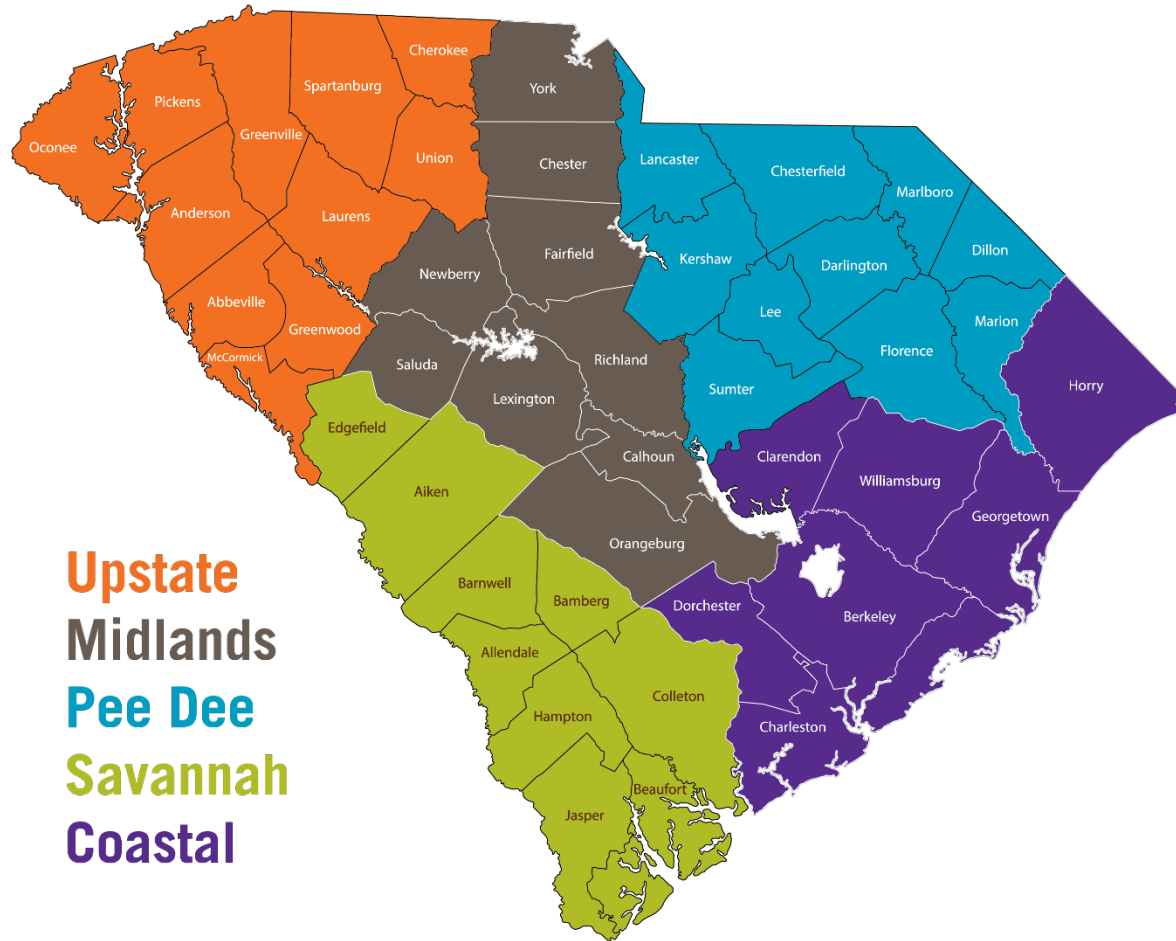 Cherokee
York
Spartanburg
Pickens
Greenville
Oconee
Union
Lancaster
Chester
Chesterfield
Marlboro
Anderson
Laurens
Dillon
Fairfield
Kershaw
Darlington
Newberry
Abbeville
Lee
Marion
Greenwood
McCormick
Richland
Florence
Saluda
Sumter
Horry
Lexington
Edgefield
Calhoun
Clarendon
Williamsburg
Aiken
Georgetown
Orangeburg
Barnwell
Bamberg
Dorchester
Berkeley
Allendale
Colleton
Hampton
Charleston
Beaufort
Jasper
Upstate
Midlands
Pee Dee
Savannah
Coastal